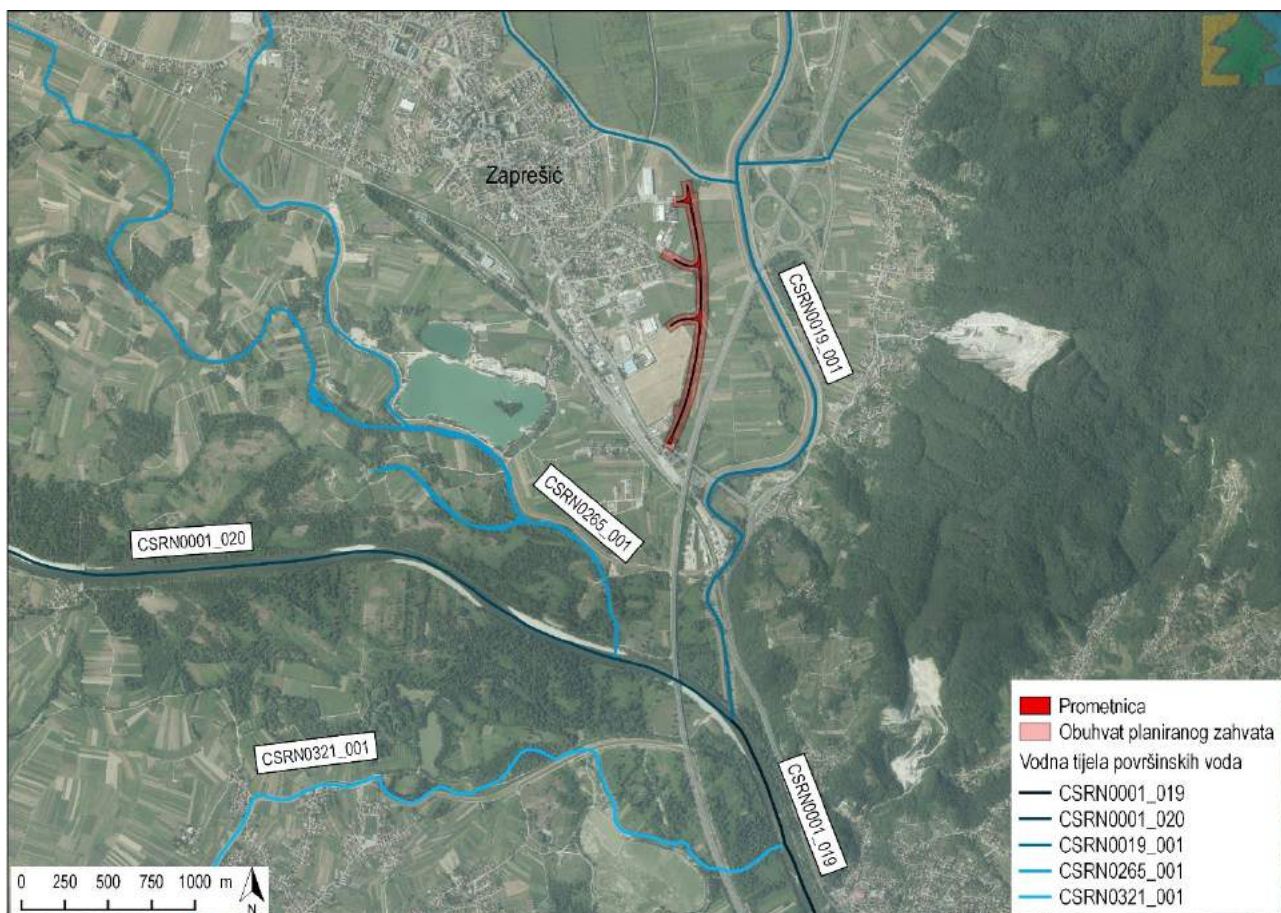 Zaprešić
CSRN0019_001
CSRN0265_001
CSRN0001_020
CSRN0321_001
CSRN0001_019
0 250 500 750 1000 m
N
Prometnica
Obuhvat planiranog zahvata
Vodna tijela površinskih voda
CSRN0001_019
CSRN0001_020
CSRN0019_001
CSRN0265_001
CSRN0321_001